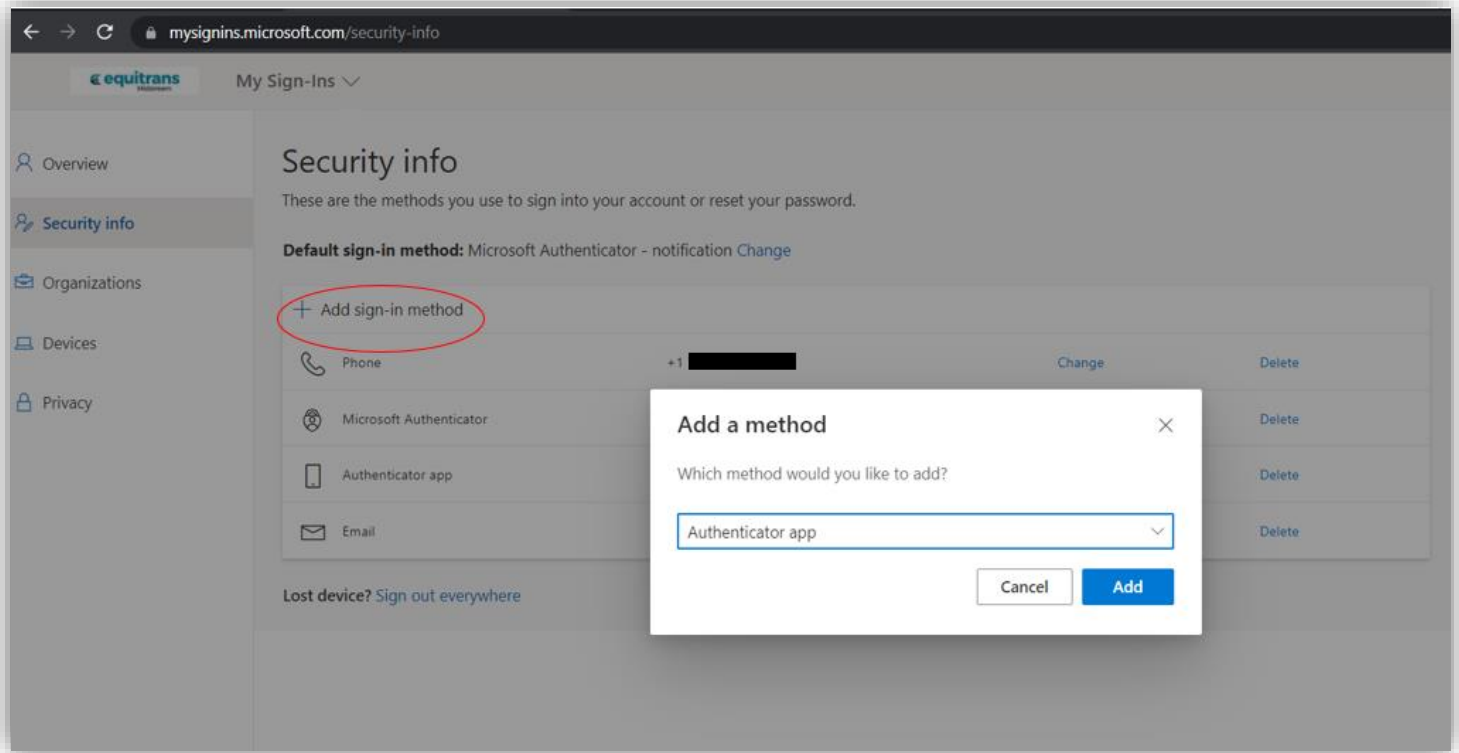 mysignins.microsoft.com/security-info
equitrans My Sign-Ins
Overview
Security info
Organizations
Devices
Privacy
Security info
These are the methods you use to sign into your account or reset your password.
Default sign-in method: Microsoft Authenticator - notification Change
+ Add sign-in method
Phone +1 Change Delete
Microsoft Authenticator Delete
Authenticator app Delete
Email Delete
Lost device? Sign out everywhere
Add a method
Which method would you like to add?
Authenticator app
Cancel Add